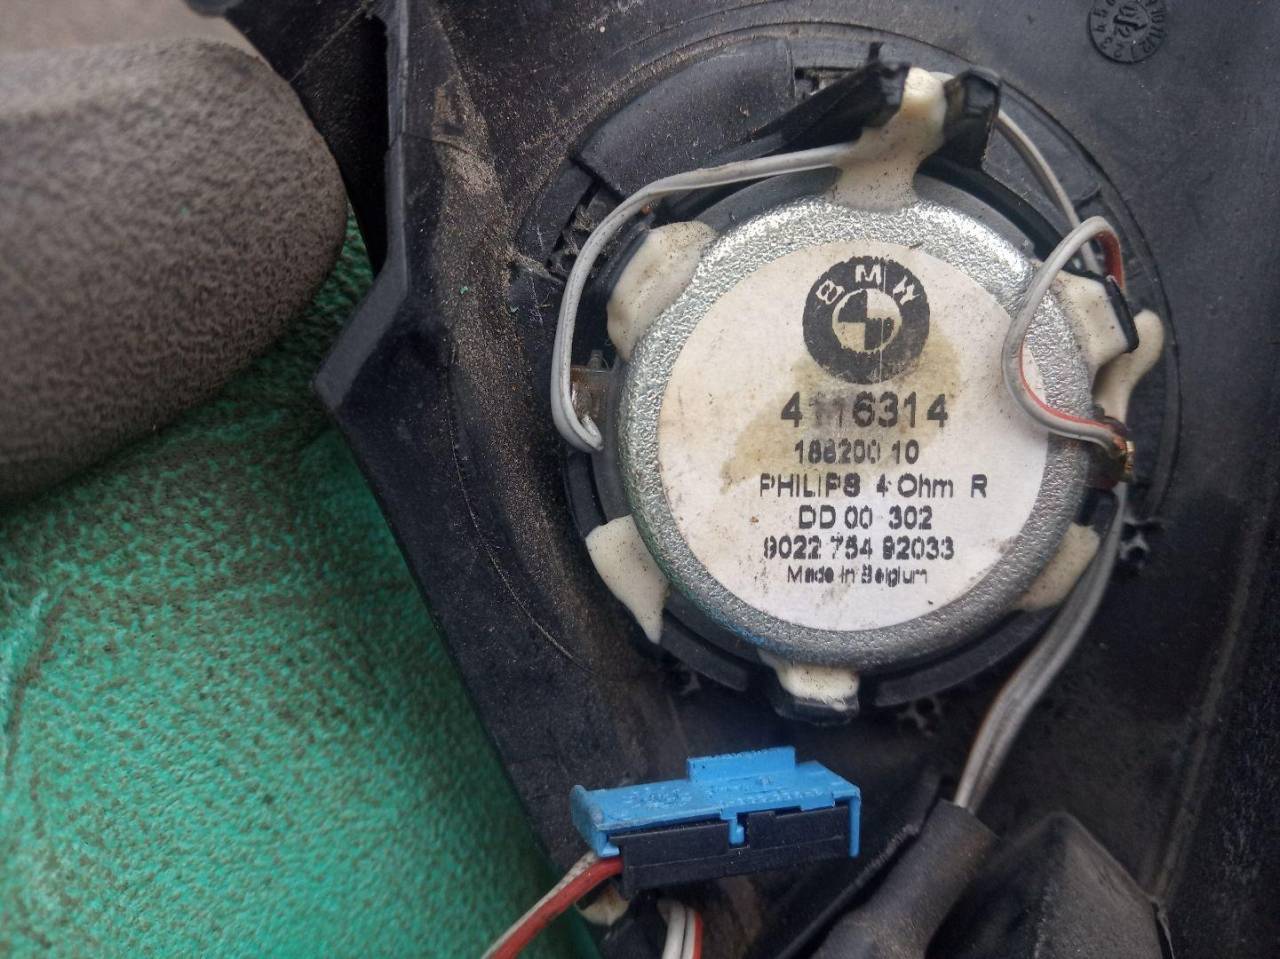 BMW
4116314
188200 10
PHILIPS 4 Ohm R
DD 00 302
8022 754 92033
Made in Belgium